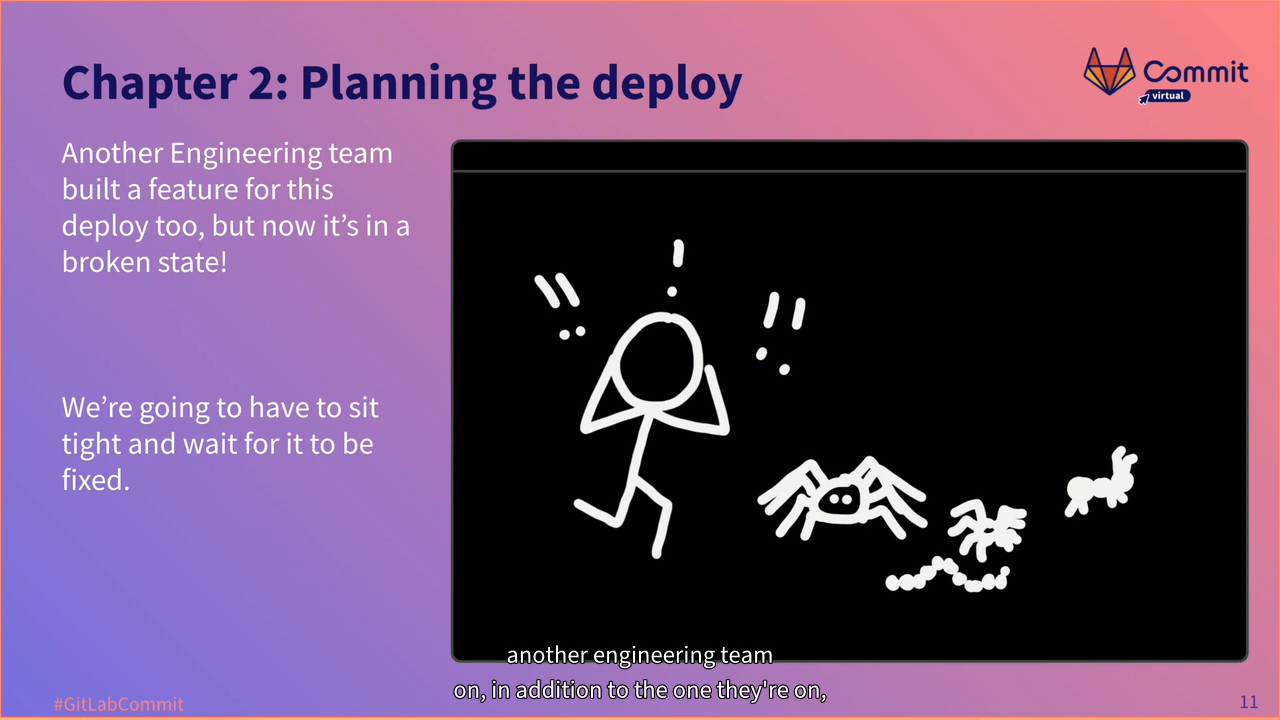 Chapter 2: Planning the deploy
Commit
virtual
Another Engineering team
built a feature for this
deploy too, but now it’s in a
broken state!
We’re going to have to sit
tight and wait for it to be
fixed.
!! ! !!
another engineering team
on, in addition to the one they're on,
#GitLabCommit
11